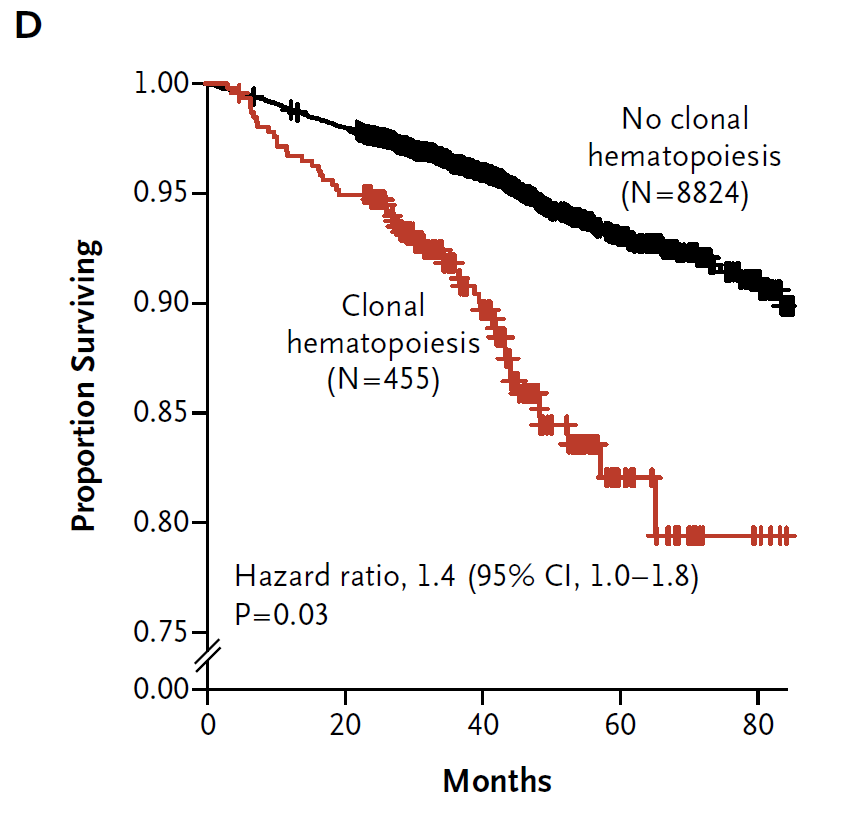 D
1.00
0.95
0.90
0.85
0.80
0.75
0.00
Proportion Surviving
No clonal
hematopoiesis
(N=8824)
Clonal
hematopoiesis
(N=455)
Hazard ratio, 1.4 (95% CI, 1.0–1.8)
P=0.03
0 20 40 60 80
Months